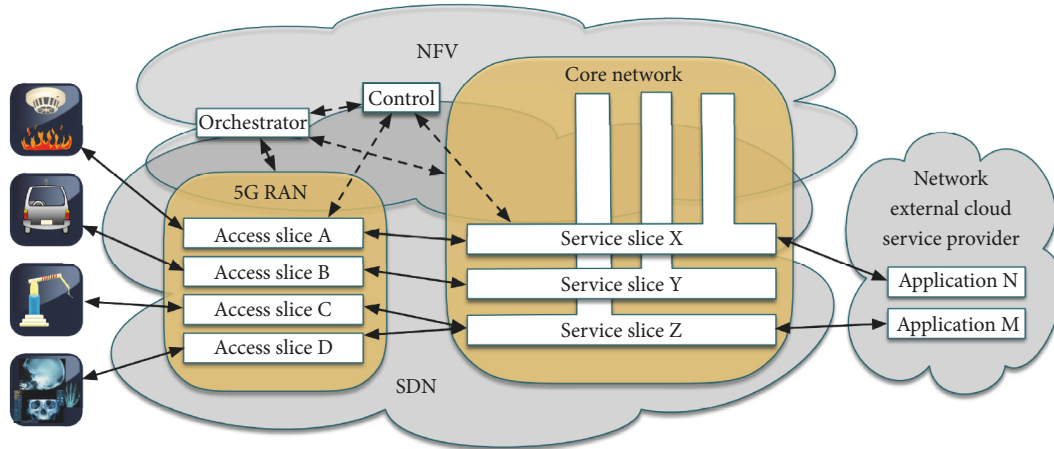 NFV
Core network
Control
Orchestrator
5G RAN
Access slice A
Access slice B
Access slice C
Access slice D
Service slice X
Service slice Y
Service slice Z
SDN
Network
external cloud
service provider
Application N
Application M